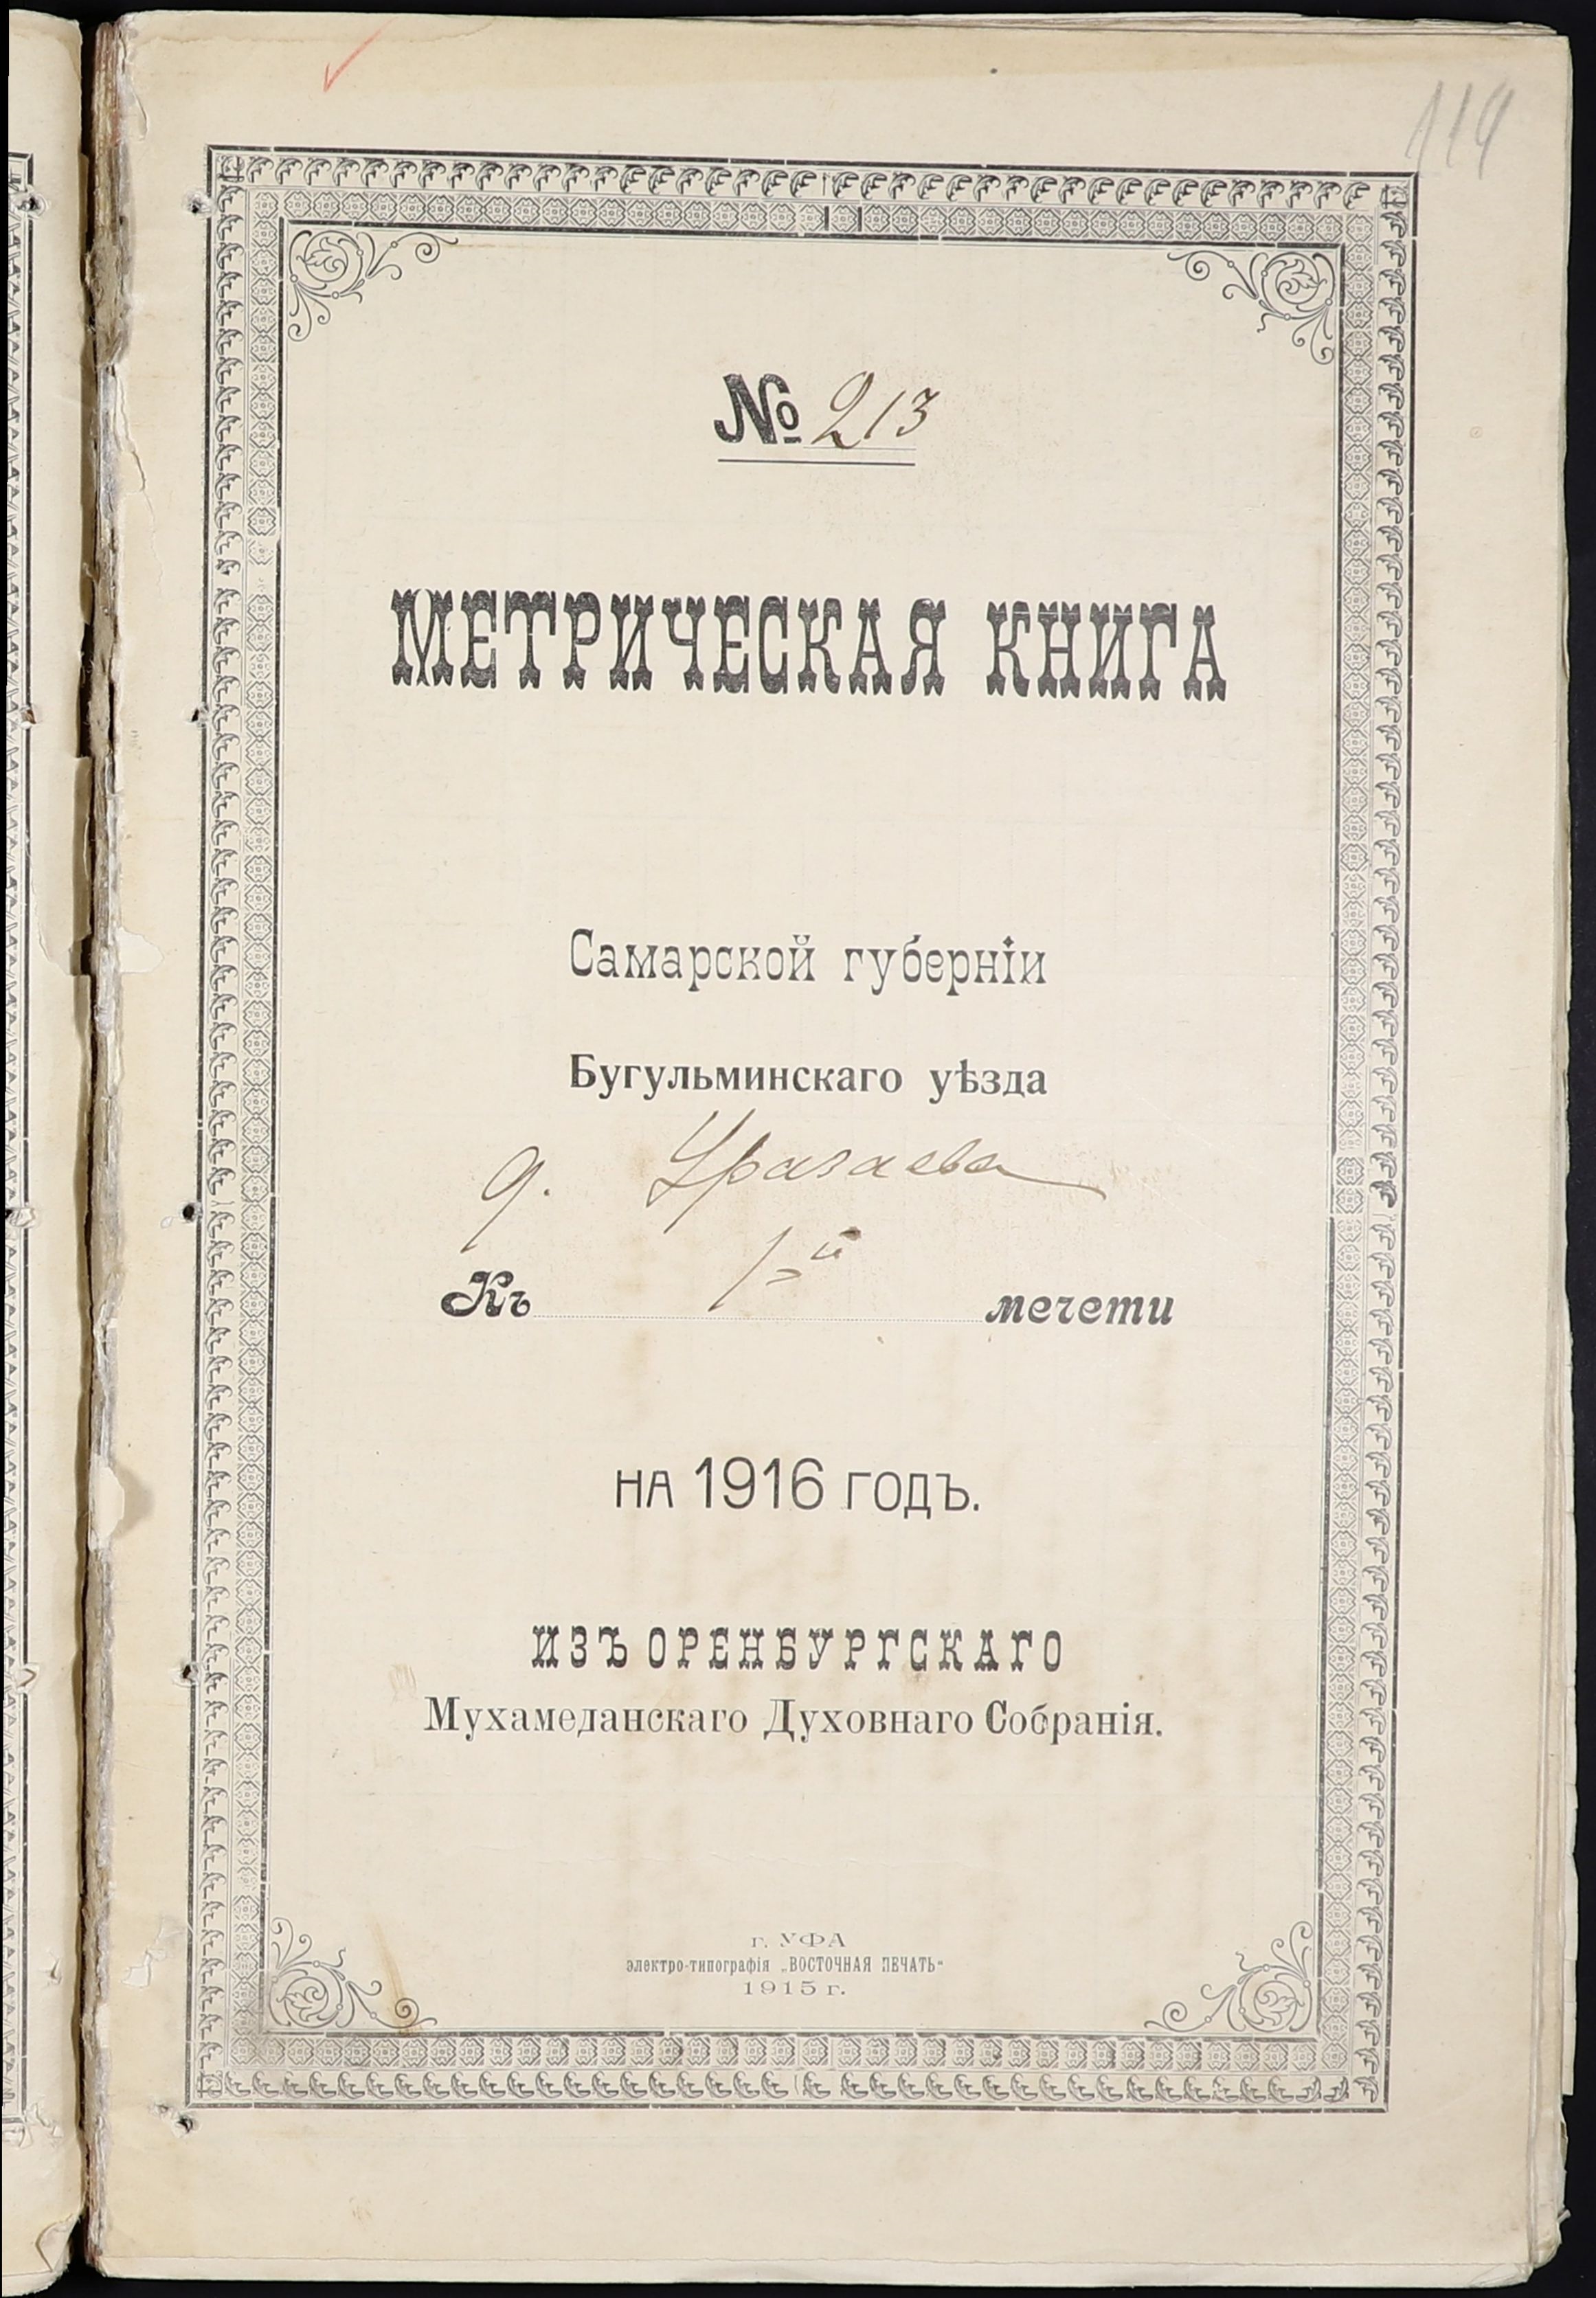 114
№ 213
МЕТРИЧЕСКАЯ КНИГА
Самарской губерніи
Бугульминскаго уѣзда
д. Уразаева
Къ 1ой мечети
НА 1916 ГОДЪ.
ИЗЪ ОРЕНБУРГСКАГО
Мухамеданскаго Духовнаго Собранія.
г. УФА
электро-типографія „ВОСТОЧНАЯ ПЕЧАТЬ“
1915 г.